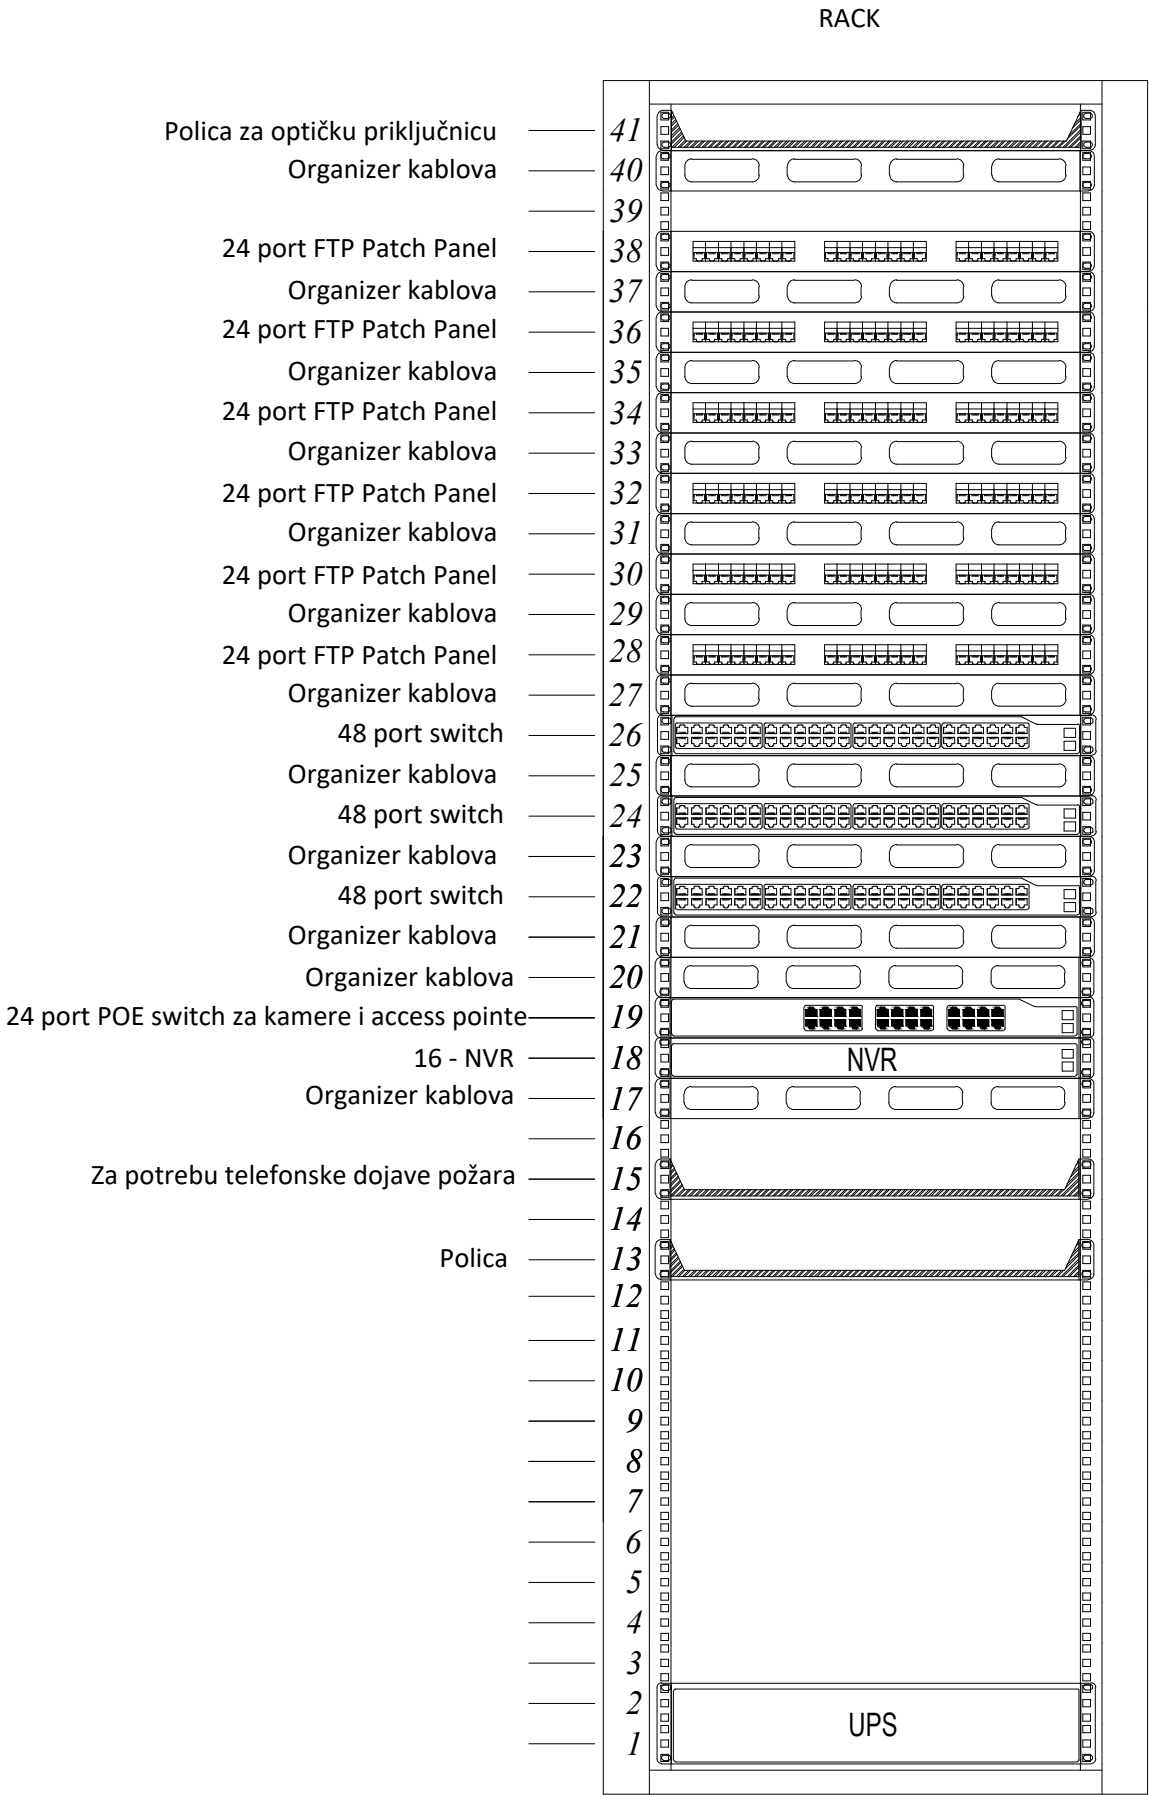 RACK
Polica za optičku priključnicu 41
Organizer kablova 40
39
24 port FTP Patch Panel 38
Organizer kablova 37
24 port FTP Patch Panel 36
Organizer kablova 35
24 port FTP Patch Panel 34
Organizer kablova 33
24 port FTP Patch Panel 32
Organizer kablova 31
24 port FTP Patch Panel 30
Organizer kablova 29
24 port FTP Patch Panel 28
Organizer kablova 27
48 port switch 26
Organizer kablova 25
48 port switch 24
Organizer kablova 23
48 port switch 22
Organizer kablova 21
Organizer kablova 20
24 port POE switch za kamere i access pointe 19
16 - NVR 18 NVR
Organizer kablova 17
16
Za potrebu telefonske dojave požara 15
14
Polica 13
12
11
10
9
8
7
6
5
4
3
2
UPS
1